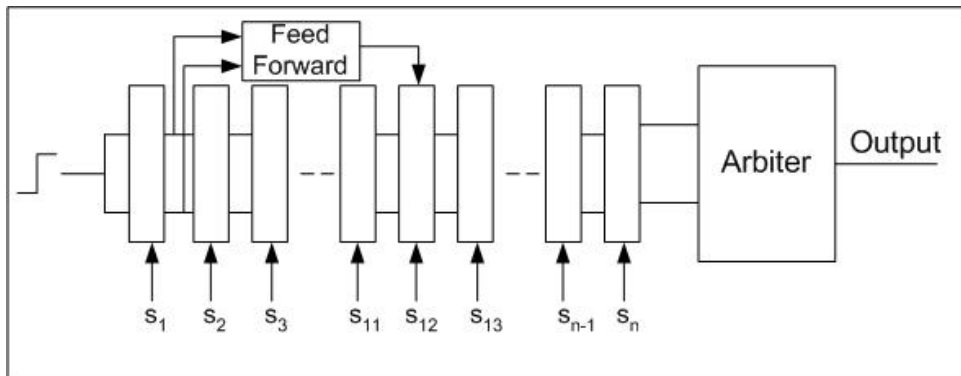 Feed
Forward
Arbiter
Output
s1 s2 s3 s11 s12 s13 sn-1 sn